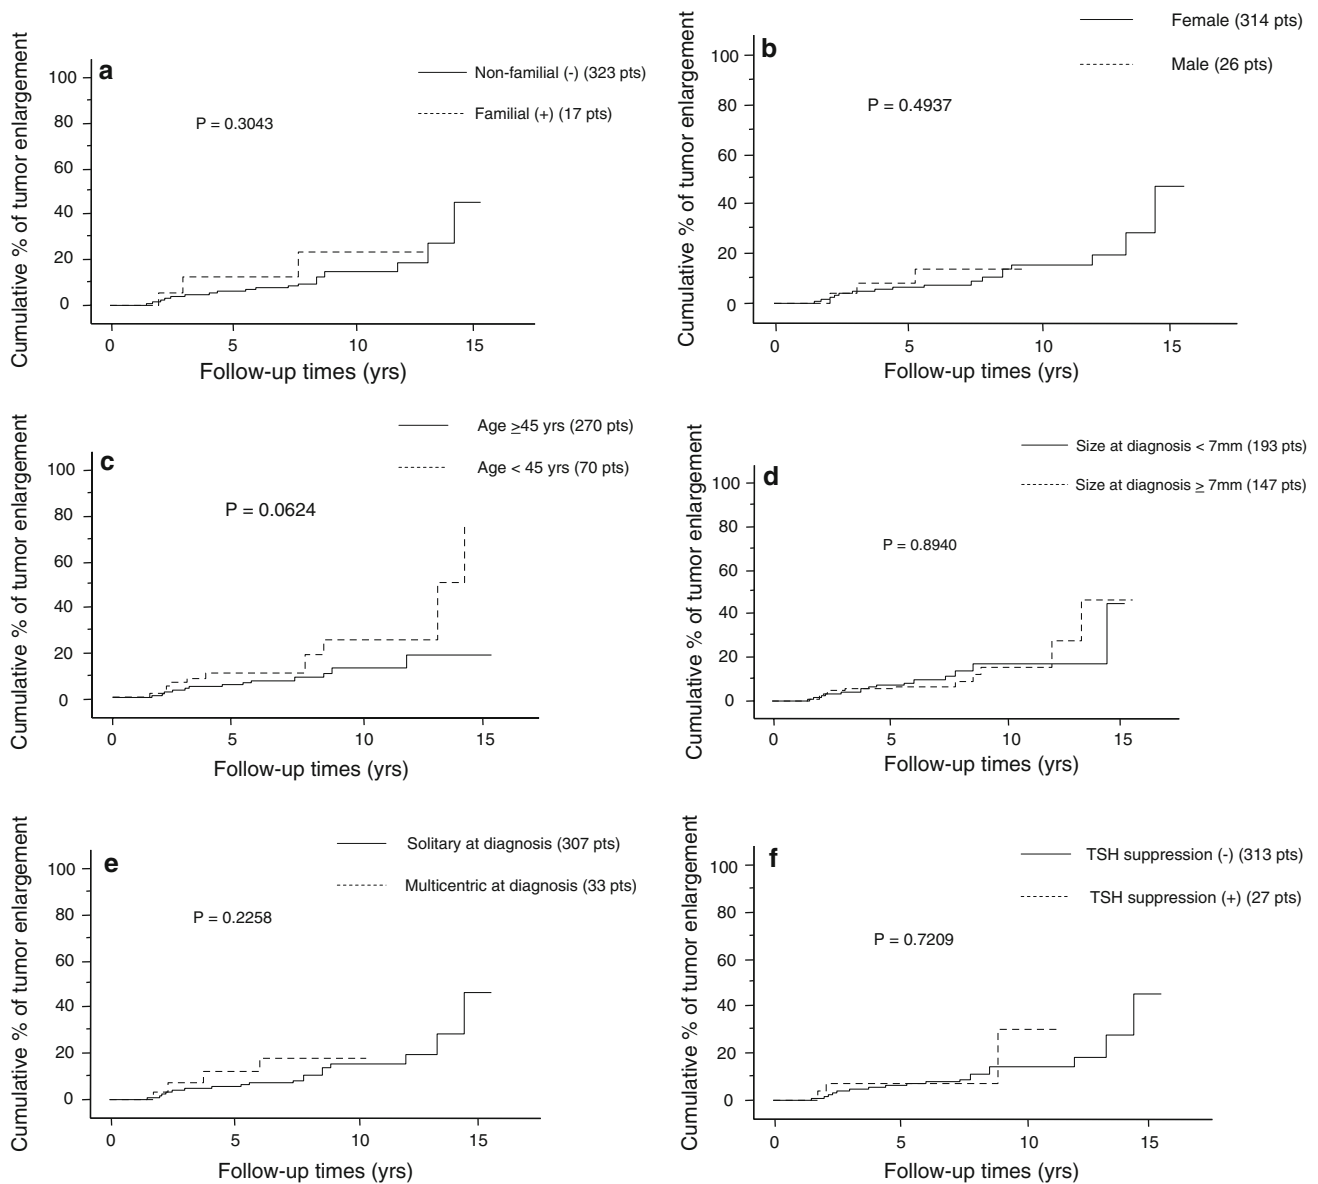 a
Non-familial (-) (323 pts)
Familial (+) (17 pts)
P = 0.3043
Cumulative % of tumor enlargement
100
80
60
40
20
0
0 5 10 15
Follow-up times (yrs)
b
Female (314 pts)
Male (26 pts)
P = 0.4937
Cumulative % of tumor enlargement
100
80
60
40
20
0
0 5 10 15
Follow-up times (yrs)
c
Age ≥45 yrs (270 pts)
Age < 45 yrs (70 pts)
P = 0.0624
Cumulative % of tumor enlargement
100
80
60
40
20
0
0 5 10 15
Follow-up times (yrs)
d
Size at diagnosis < 7mm (193 pts)
Size at diagnosis ≥ 7mm (147 pts)
P = 0.8940
Cumulative % of tumor enlargement
100
80
60
40
20
0
0 5 10 15
Follow-up times (yrs)
e
Solitary at diagnosis (307 pts)
Multicentric at diagnosis (33 pts)
P = 0.2258
Cumulative % of tumor enlargement
100
80
60
40
20
0
0 5 10 15
Follow-up times (yrs)
f
TSH suppression (-) (313 pts)
TSH suppression (+) (27 pts)
P = 0.7209
Cumulative % of tumor enlargement
100
80
60
40
20
0
0 5 10 15
Follow-up times (yrs)